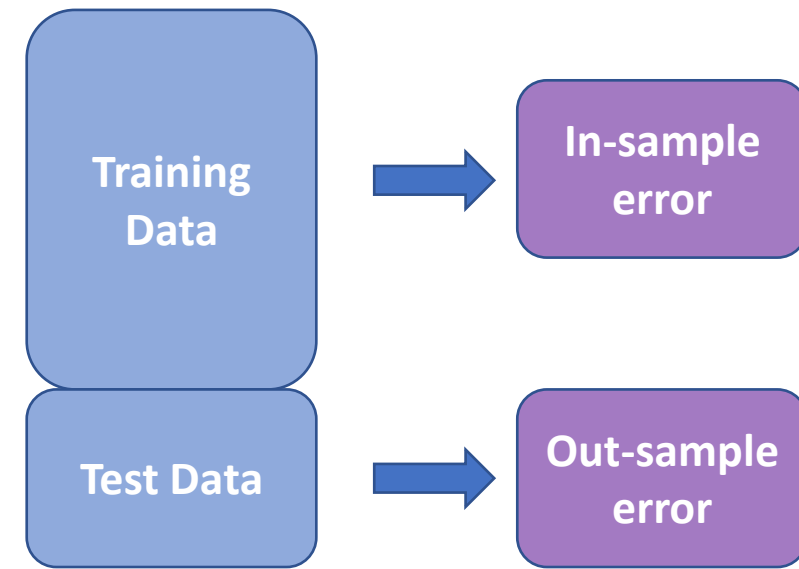 Training
Data
In-sample
error
Test Data
Out-sample
error